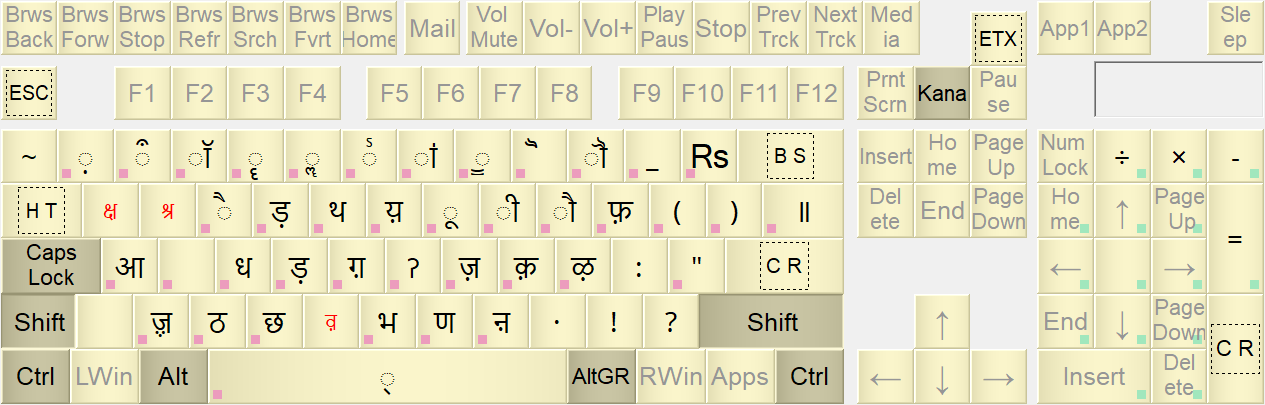 Brws Back Brws Forw Brws Stop Brws Refr Brws Srch Brws Fvrt Brws Home Mail Vol Mute Vol- Vol+ Play Paus Stop Prev Trck Next Trck Med ia ETX App1 App2 Sle ep
ESC F1 F2 F3 F4 F5 F6 F7 F8 F9 F10 F11 F12 Prnt Scrn Kana Pau se
~ ़ ॅ ृ ॄ ऽ ां _ Rs B S Insert Ho me Page Up Num Lock ÷ × -
H T क्ष श्र ै ड़ थ य़ ू ी ौ फ़ ( ) ॥ Del ete End Page Down Ho me ↑ Page Up =
Caps Lock आ ध ड़ ग़ ॽ ज़ क़ ऴ : " C R ← →
Shift ज़ ठ छ भ ण ऩ · ! ? Shift ↑ End ↓ Page Down C R
Ctrl LWin Alt ् AltGR RWin Apps Ctrl ← ↓ → Insert Del ete